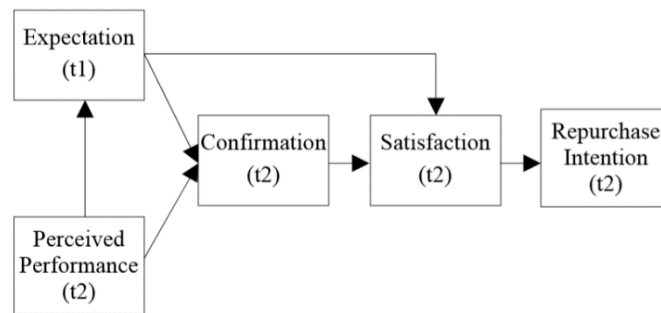 Expectation
(t1)
Confirmation
(t2)
Satisfaction
(t2)
Repurchase
Intention
(t2)
Perceived
Performance
(t2)